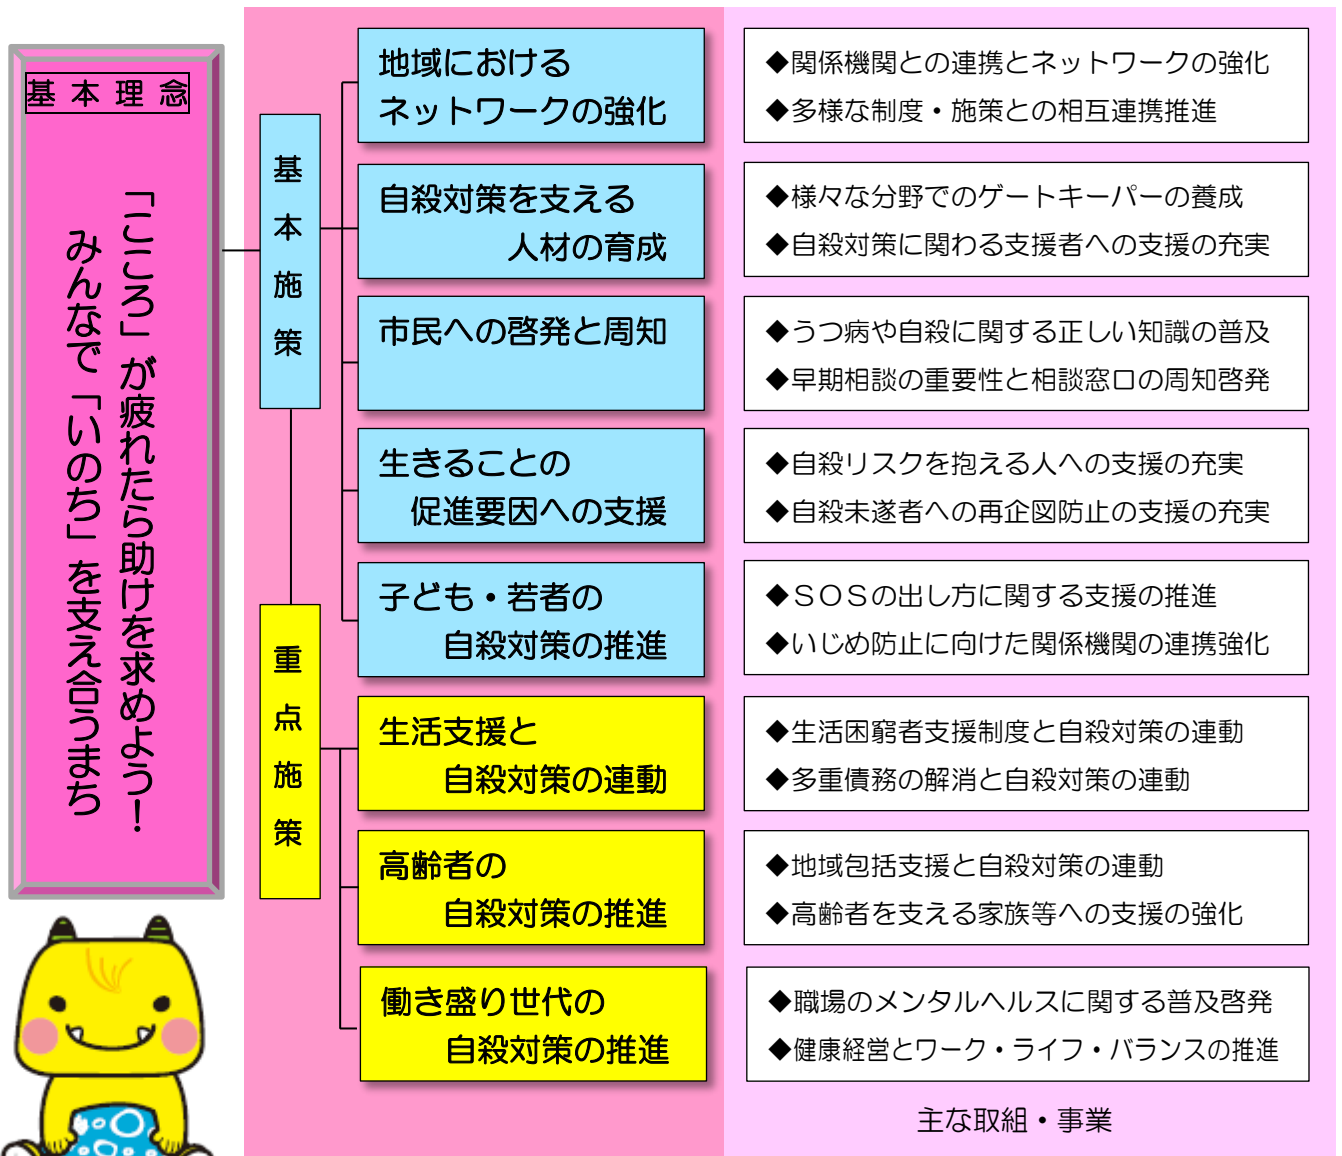 基本理念
「こころ」が疲れたら助けを求めよう！
みんなで「いのち」を支え合うまち
基本施策
地域における
ネットワークの強化
◆関係機関との連携とネットワークの強化
◆多様な制度・施策との相互連携推進
自殺対策を支える
人材の育成
◆様々な分野でのゲートキーパーの養成
◆自殺対策に関わる支援者への支援の充実
市民への啓発と周知
◆うつ病や自殺に関する正しい知識の普及
◆早期相談の重要性と相談窓口の周知啓発
生きることの
促進要因への支援
◆自殺リスクを抱える人への支援の充実
◆自殺未遂者への再企図防止の支援の充実
子ども・若者の
自殺対策の推進
◆ＳＯＳの出し方に関する支援の推進
◆いじめ防止に向けた関係機関の連携強化
重点施策
生活支援と
自殺対策の連動
◆生活困窮者支援制度と自殺対策の連動
◆多重債務の解消と自殺対策の連動
高齢者の
自殺対策の推進
◆地域包括支援と自殺対策の連動
◆高齢者を支える家族等への支援の強化
働き盛り世代の
自殺対策の推進
◆職場のメンタルヘルスに関する普及啓発
◆健康経営とワーク・ライフ・バランスの推進
主な取組・事業